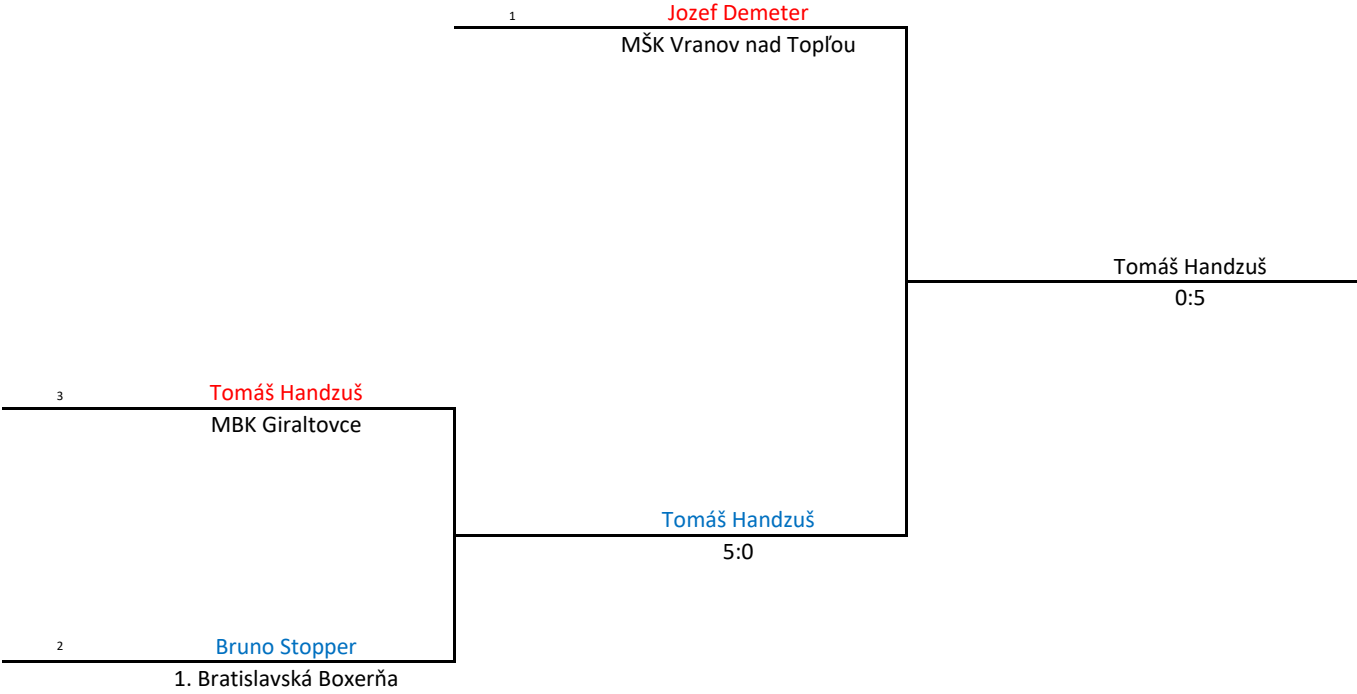 1 Jozef Demeter
MŠK Vranov nad Topľou
Tomáš Handzuš
0:5
3 Tomáš Handzuš
MBK Giraltovce
Tomáš Handzuš
5:0
2 Bruno Stopper
1. Bratislavská Boxerňa